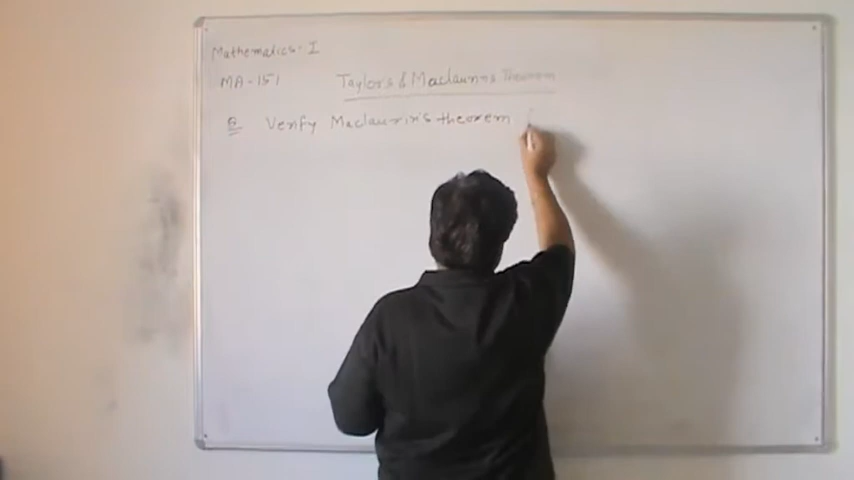 Mathematics - I
MA-151 Taylor's & Maclaurin's Theorem
Q. Verify Maclaurin's theorem